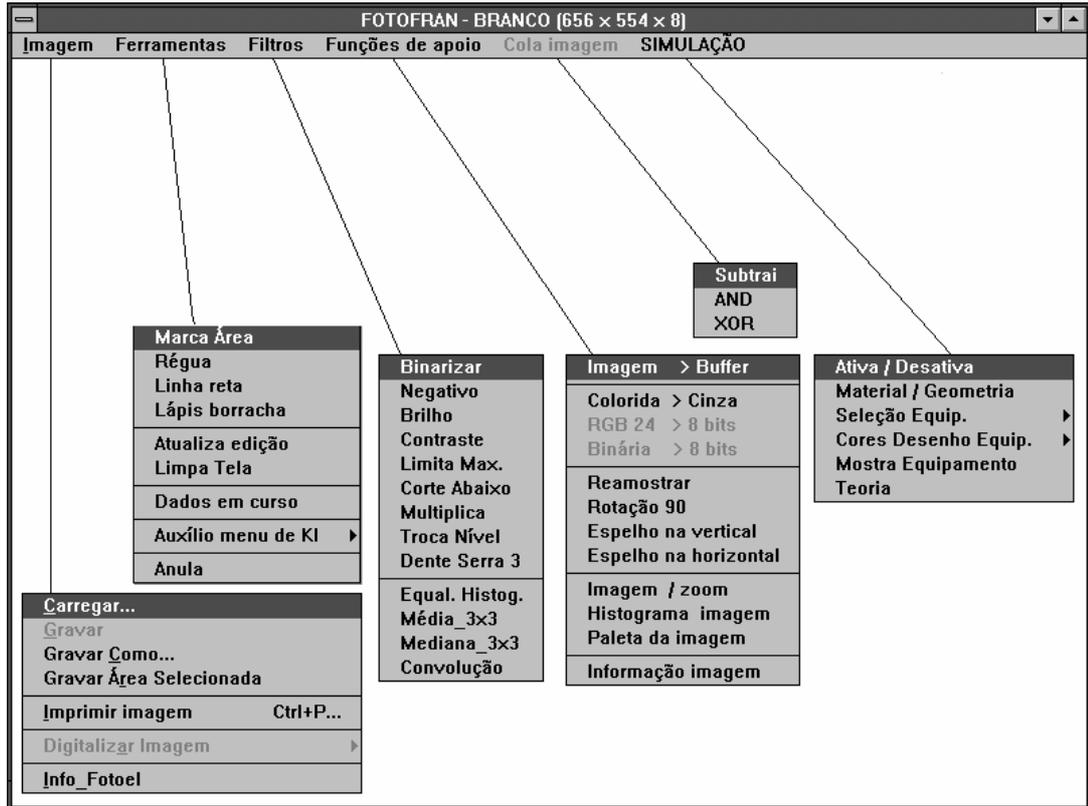 FOTOFRAN - BRANCO (656 × 554 × 8)
Imagem Ferramentas Filtros Funções de apoio Cola imagem SIMULAÇÃO
Subtrai
AND
XOR
Marca Área
Régua
Linha reta
Lápis borracha
Atualiza edição
Limpa Tela
Dados em curso
Auxílio menu de KI
Anula
Binarizar
Negativo
Brilho
Contraste
Limita Max.
Corte Abaixo
Multiplica
Troca Nível
Dente Serra 3
Equal. Histog.
Média_3x3
Mediana_3x3
Convolução
Imagem > Buffer
Colorida > Cinza
RGB 24 > 8 bits
Binária > 8 bits
Reamostrar
Rotação 90
Espelho na vertical
Espelho na horizontal
Imagem / zoom
Histograma imagem
Paleta da imagem
Informação imagem
Ativa / Desativa
Material / Geometria
Seleção Equip.
Cores Desenho Equip.
Mostra Equipamento
Teoria
Carregar...
Gravar
Gravar Como...
Gravar Área Selecionada
Imprimir imagem Ctrl+P...
Digitalizar Imagem
Info_Fotoel